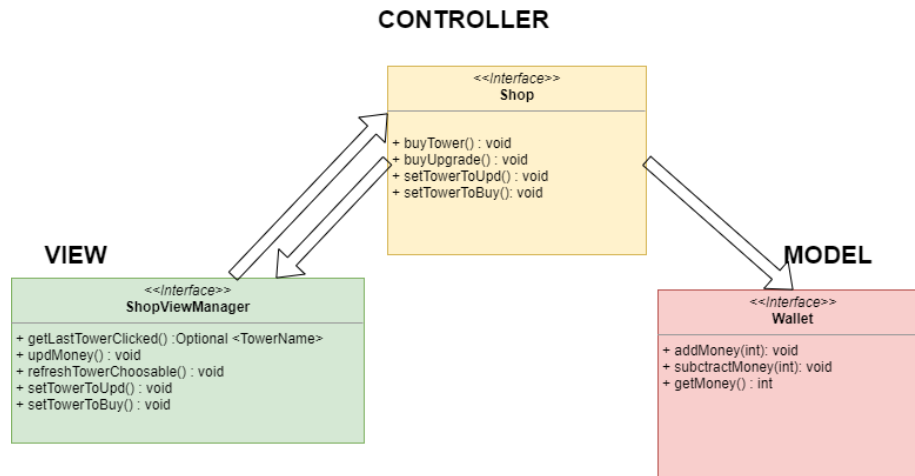 CONTROLLER
<<Interface>>
Shop
+ buyTower() : void
+ buyUpgrade() : void
+ setTowerToUpd() : void
+ setTowerToBuy(): void
VIEW
<<Interface>>
ShopViewManager
+ getLastTowerClicked() :Optional <TowerName>
+ updMoney() : void
+ refreshTowerChoosable() : void
+ setTowerToUpd() : void
+ setTowerToBuy() : void
MODEL
<<Interface>>
Wallet
+ addMoney(int): void
+ subctractMoney(int): void
+ getMoney() : int